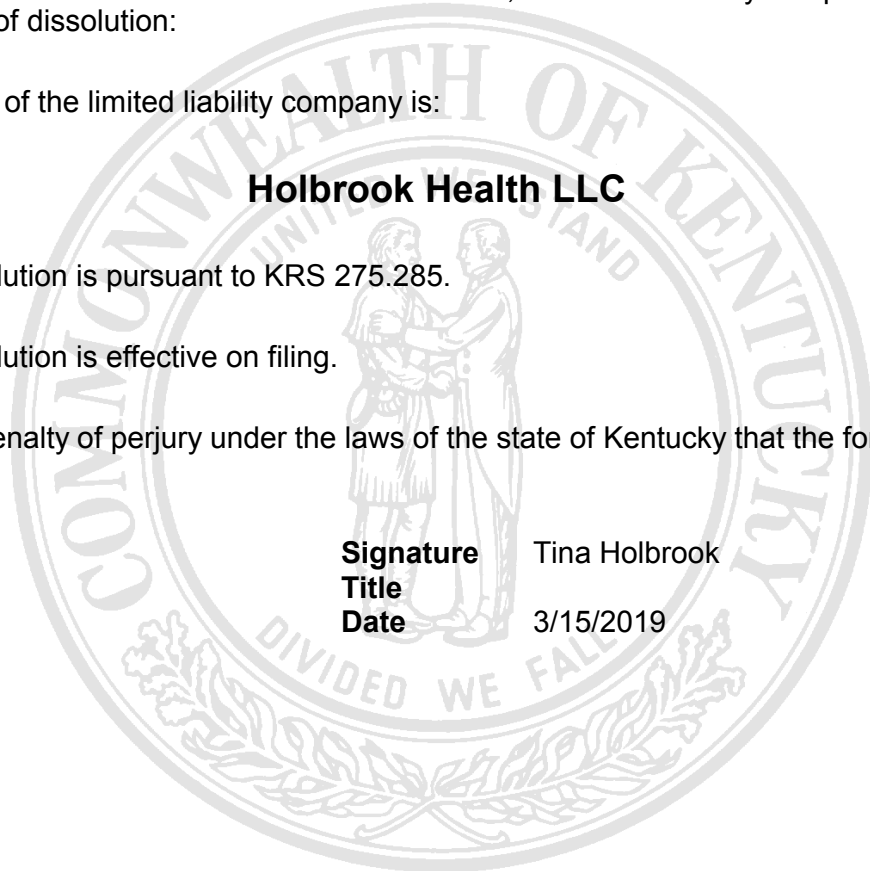 of dissolution:
of the limited liability company is:
Holbrook Health LLC
lution is pursuant to KRS 275.285.
lution is effective on filing.
enalty of perjury under the laws of the state of Kentucky that the for
Signature Tina Holbrook
Title
Date 3/15/2019
COMMONWEALTH OF KENTUCKY
UNITED WE STAND
DIVIDED WE FALL